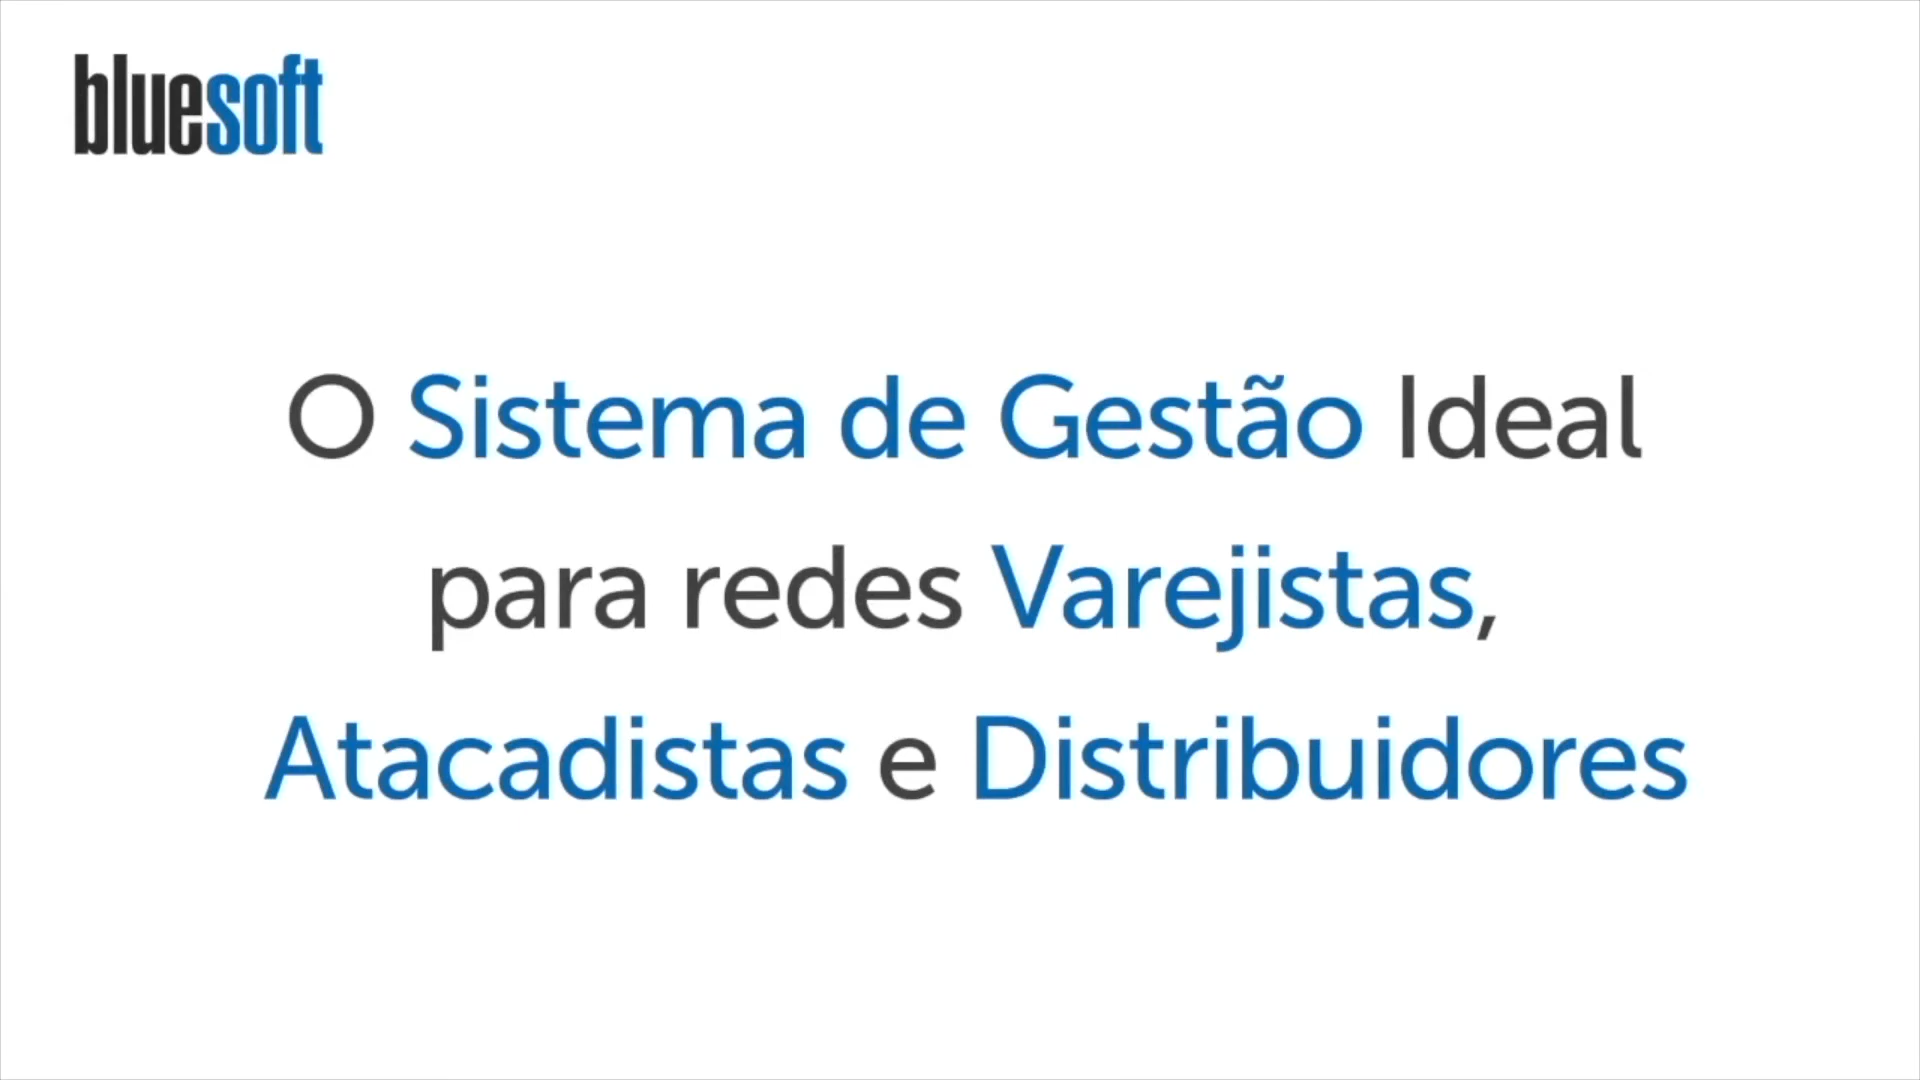 bluesoft
O Sistema de Gestão Ideal
para redes Varejistas,
Atacadistas e Distribuidores